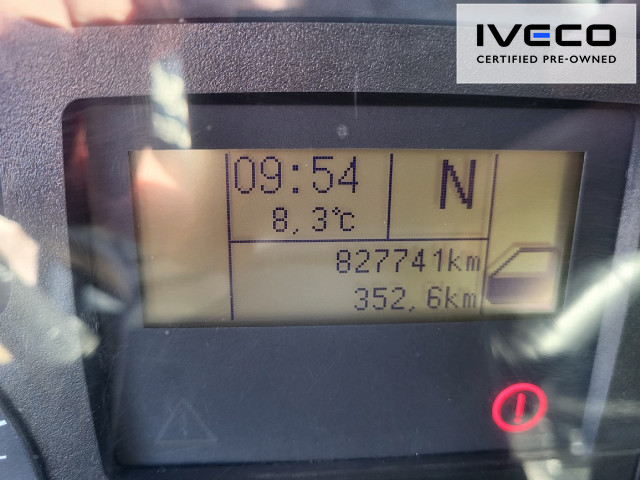 IVECO
CERTIFIED PRE-OWNED
09:54
N
8,3°C
827741km
352,6km